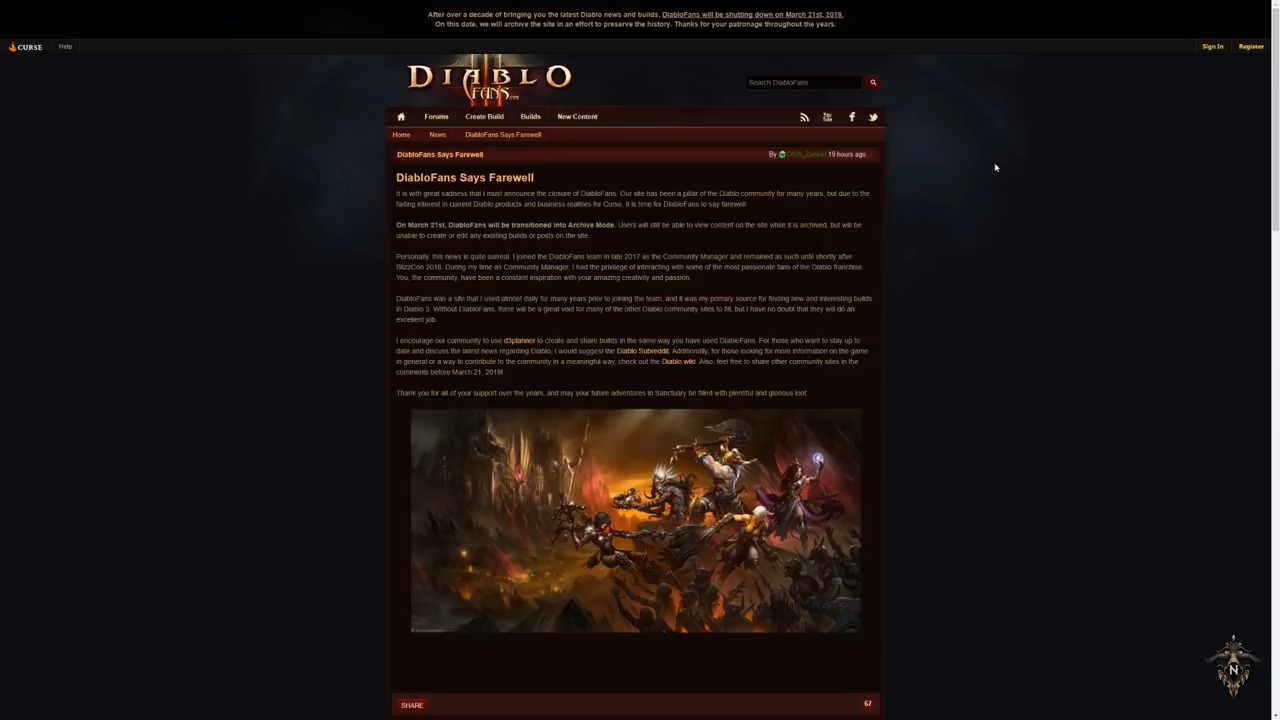 After over a decade of bringing you the latest Diablo news and builds, DiabloFans will be shutting down on March 21st, 2019.
On this date, we will archive the site in an effort to preserve the history. Thanks for your patronage throughout the years.
CURSE Help Sign In Register
DIABLO
FANS.com
Search DiabloFans
Forums Create Build Builds New Content
Home News DiabloFans Says Farewell
DiabloFans Says Farewell By 19 hours ago
DiabloFans Says Farewell
It is with great sadness that I must announce the closure of DiabloFans. Our site has been a pillar of the Diablo community for many years, but due to the
fading interest in current Diablo products and business realities for Curse, it is time for DiabloFans to say farewell.
On March 21st, DiabloFans will be transitioned into Archive Mode. Users will still be able to view content on the site while it is archived, but will be
unable to create or edit any existing builds or posts on the site.
Personally, this news is quite surreal. I joined the DiabloFans team in late 2017 as the Community Manager and remained as such until shortly after
BlizzCon 2018. During my time as Community Manager, I had the privilege of interacting with some of the most passionate fans of the Diablo franchise.
You, the community, have been a constant inspiration with your amazing creativity and passion.
DiabloFans was a site that I used almost daily for many years prior to joining the team, and it was my primary source for finding new and interesting builds
in Diablo 3. Without DiabloFans, there will be a great void for many of the other Diablo community sites to fill, but I have no doubt that they will do an
excellent job.
I encourage our community to use d3planner to create and share builds in the same way you have used DiabloFans. For those who want to stay up to
date and discuss the latest news regarding Diablo, I would suggest the Diablo Subreddit. Additionally, for those looking for more information on the game
in general or a way to contribute to the community in a meaningful way, check out the Diablo wiki. Also, feel free to share other community sites in the
comments before March 21, 2019!
Thank you for all of your support over the years, and may your future adventures in Sanctuary be filled with plentiful and glorious loot.
N
SHARE 67